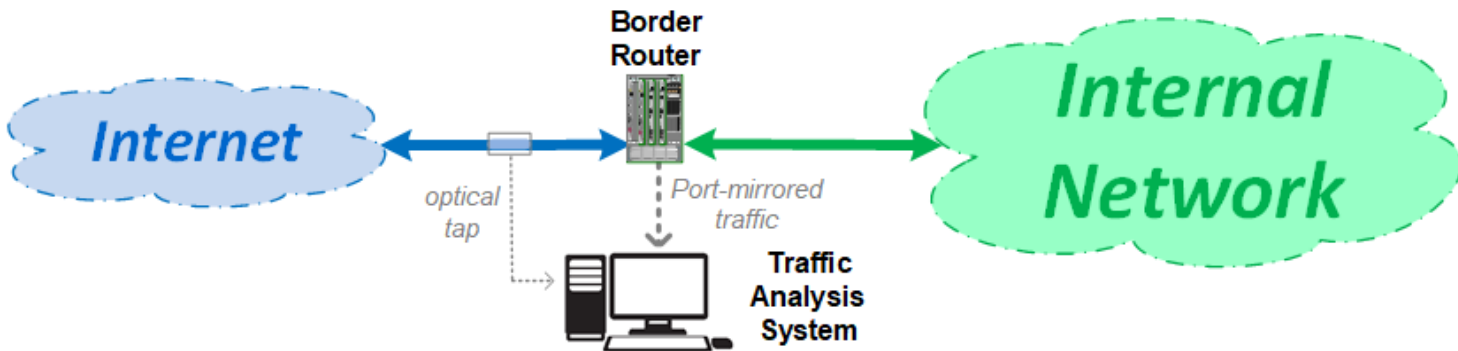 Border
Router
Internet
Internal
Network
optical
tap
Port-mirrored
traffic
Traffic
Analysis
System